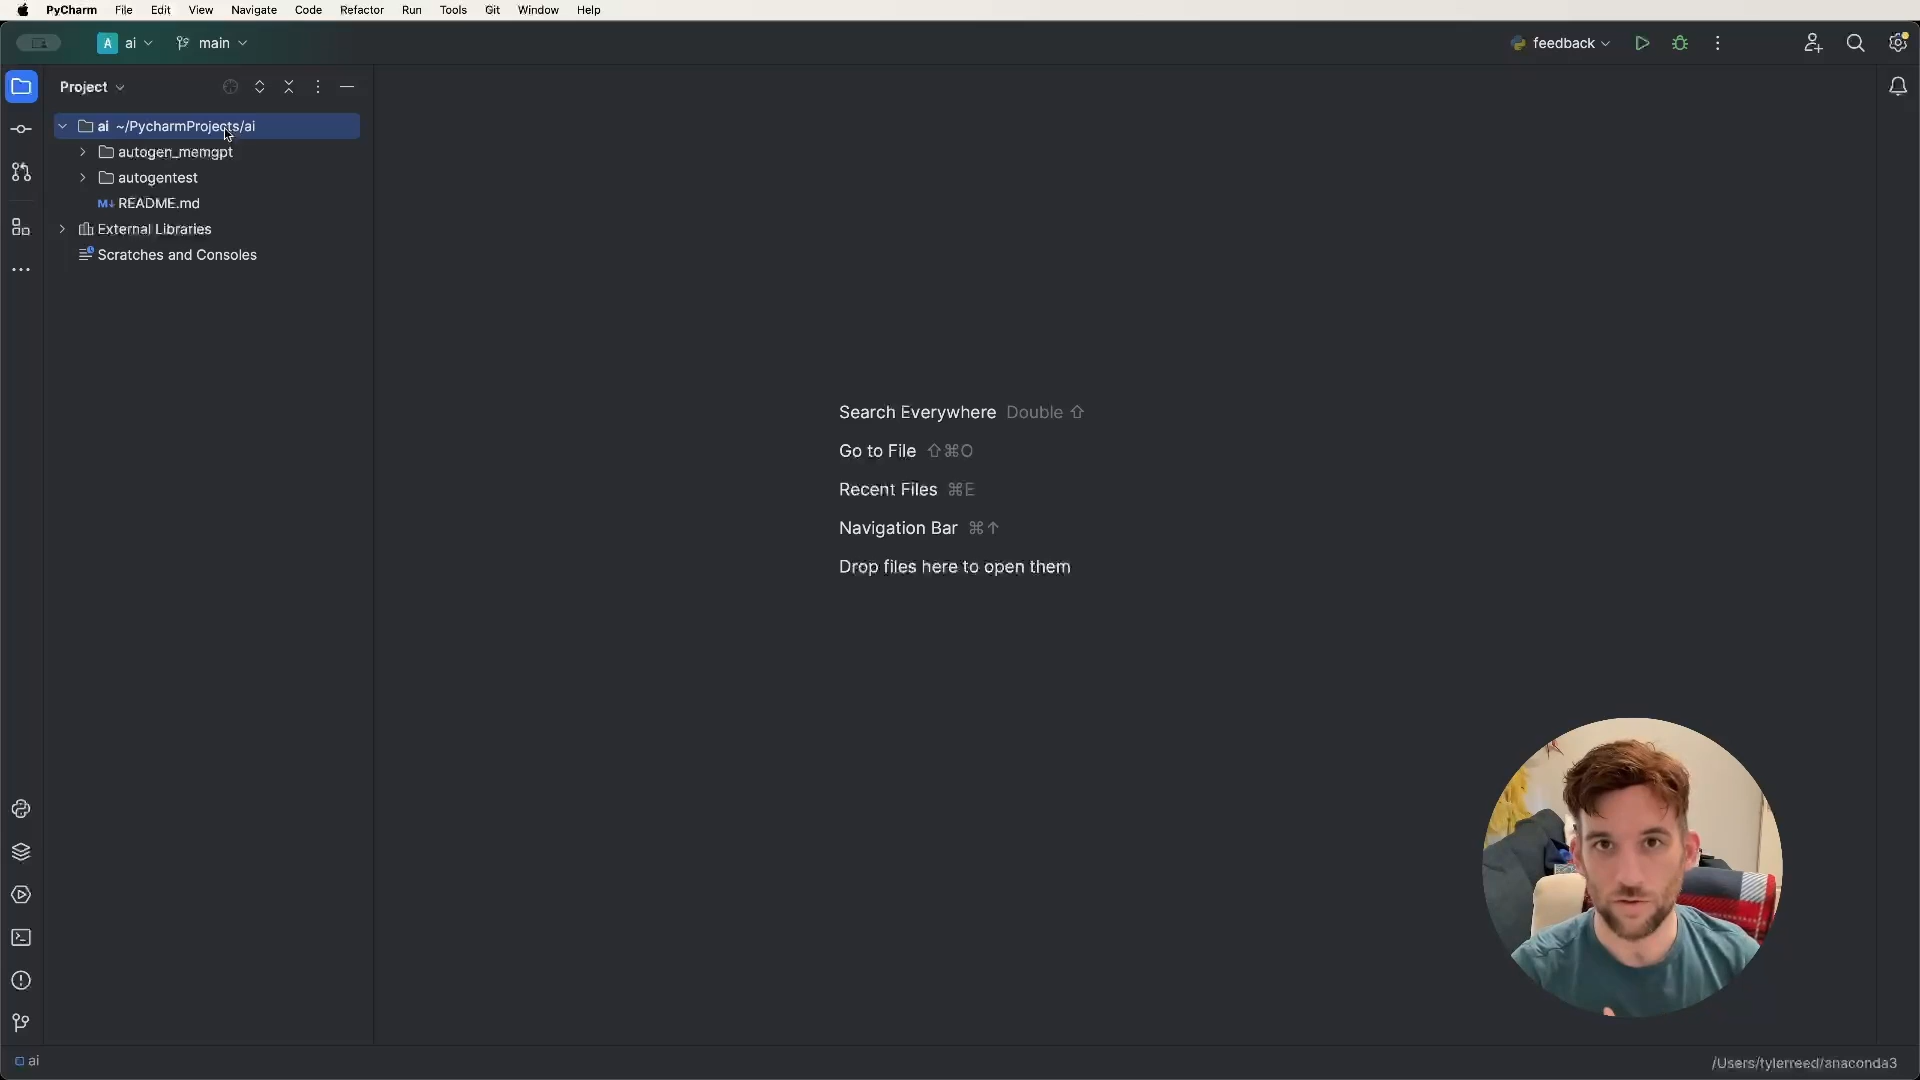 PyCharm File Edit View Navigate Code Refactor Run Tools Git Window Help
A ai main feedback
Project
ai ~/PycharmProjects/ai
autogen_memgpt
autogentest
M↓ README.md
External Libraries
Scratches and Consoles
Search Everywhere Double ⇧
Go to File ⇧⌘O
Recent Files ⌘E
Navigation Bar ⌘↑
Drop files here to open them
ai /Users/tylerreed/anaconda3